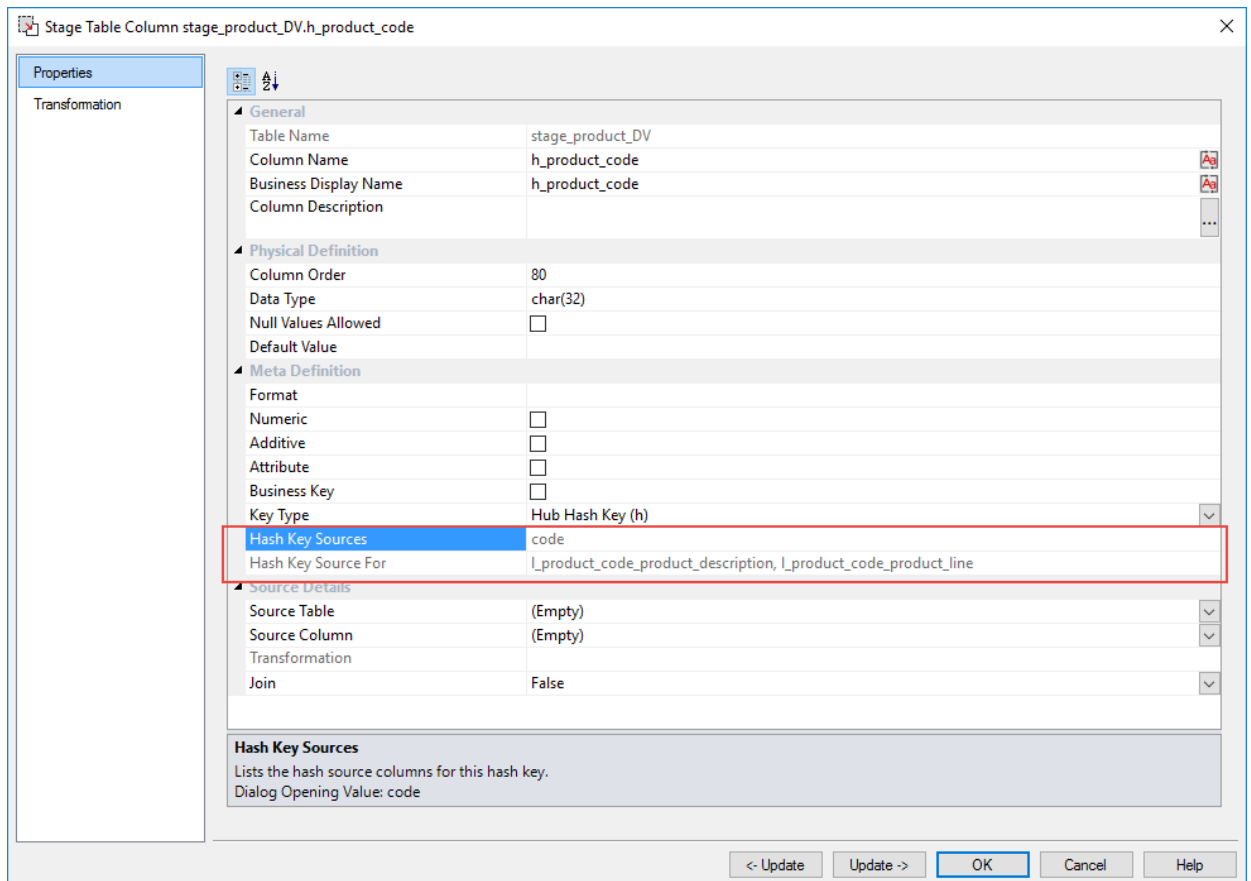 Stage Table Column stage_product_DV.h_product_code
Properties
Transformation
General
Table Name stage_product_DV
Column Name h_product_code
Business Display Name h_product_code
Column Description
...
Physical Definition
Column Order 80
Data Type char(32)
Null Values Allowed
Default Value
Meta Definition
Format
Numeric
Additive
Attribute
Business Key
Key Type Hub Hash Key (h)
Hash Key Sources code
Hash Key Source For l_product_code_product_description, l_product_code_product_line
Source Details
Source Table (Empty)
Source Column (Empty)
Transformation
Join False
Hash Key Sources
Lists the hash source columns for this hash key.
Dialog Opening Value: code
<- Update Update -> OK Cancel Help